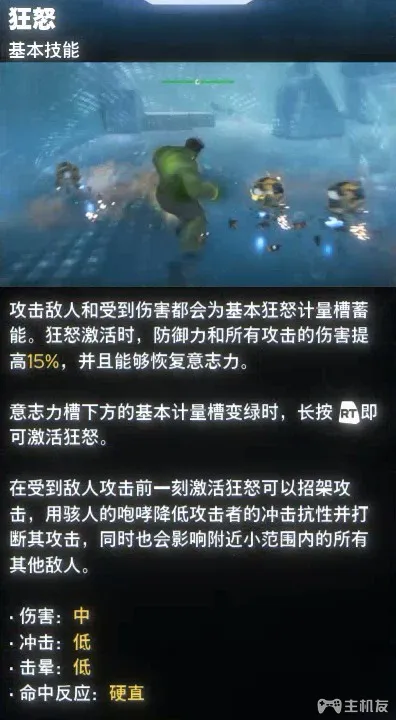 狂怒
基本技能
攻击敌人和受到伤害都会为基本狂怒计量槽蓄
能。狂怒激活时，防御力和所有攻击的伤害提
高15%，并且能够恢复意志力。
意志力槽下方的基本计量槽变绿时，长按 RT 即
可激活狂怒。
在受到敌人攻击前一刻激活狂怒可以招架攻
击，用骇人的咆哮降低攻击者的冲击抗性并打
断其攻击，同时也会影响附近小范围内的所有
其他敌人。
· 伤害：中
· 冲击：低
· 击晕：低
· 命中反应：硬直
主机友